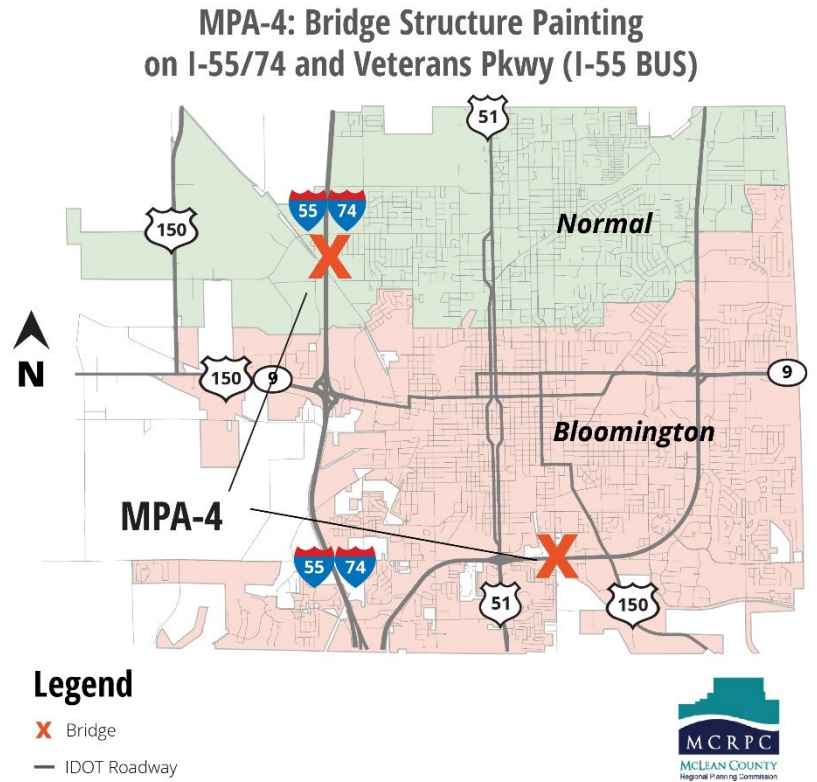 MPA-4: Bridge Structure Painting
on I-55/74 and Veterans Pkwy (I-55 BUS)
51
55 74
150
Normal
N
150
9
9
Bloomington
MPA-4
55 74
51
150
Legend
X Bridge
IDOT Roadway
MCRPC
MCLEAN COUNTY
Regional Planning Commission